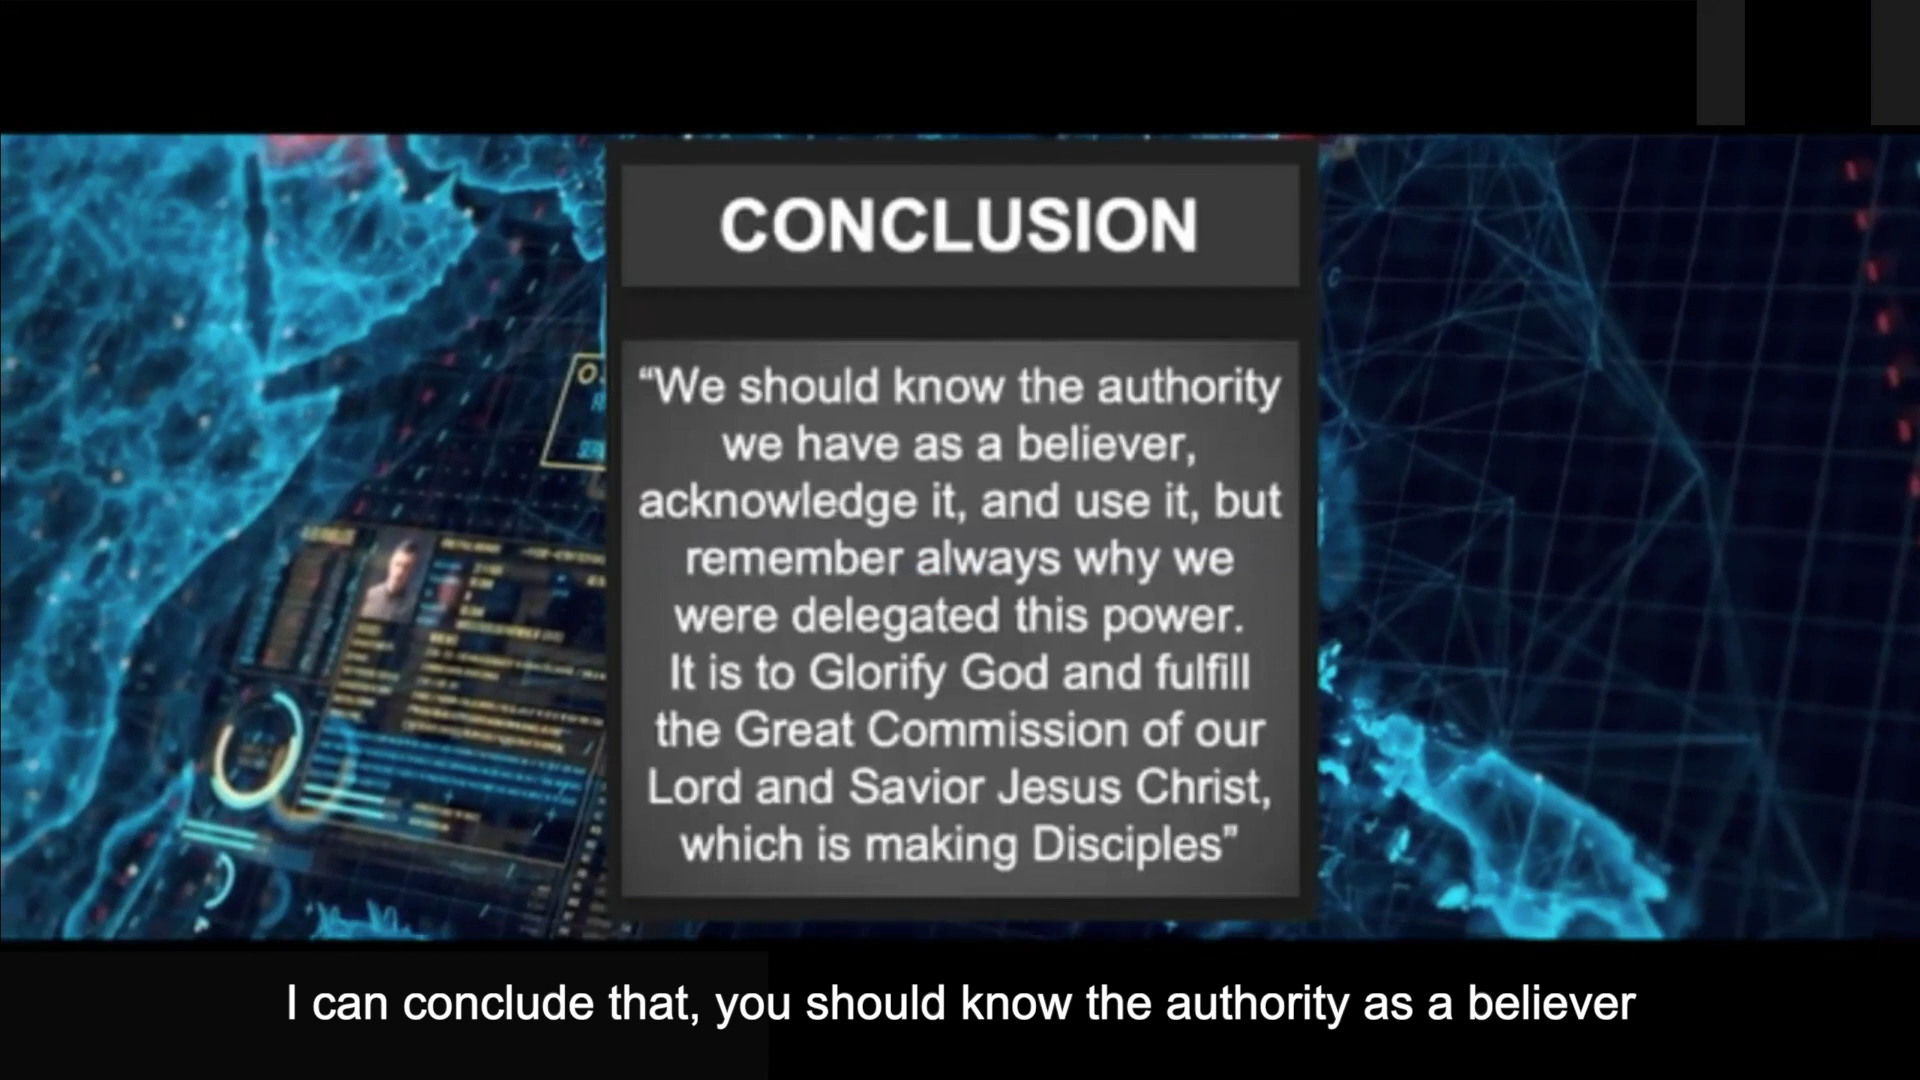 CONCLUSION
“We should know the authority
we have as a believer,
acknowledge it, and use it, but
remember always why we
were delegated this power.
It is to Glorify God and fulfill
the Great Commission of our
Lord and Savior Jesus Christ,
which is making Disciples”
I can conclude that, you should know the authority as a believer